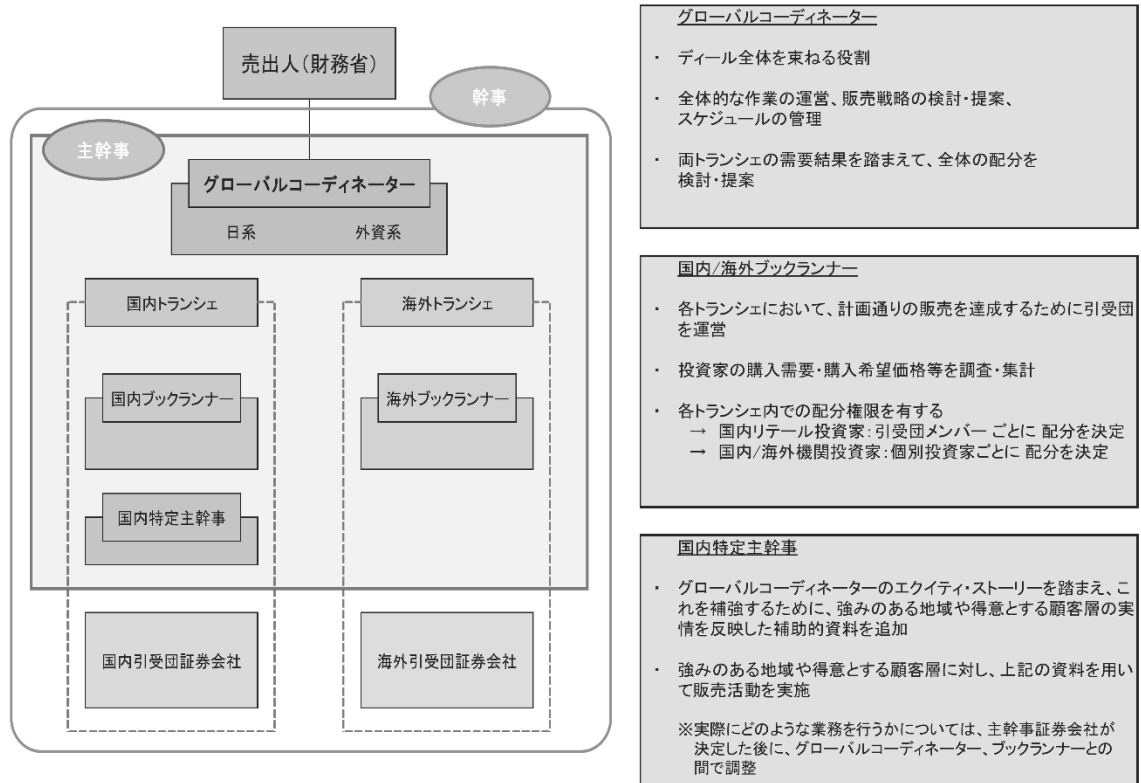 売出人(財務省)
幹事
主幹事
グローバルコーディネーター
日系 外資系
国内トランシェ
海外トランシェ
国内ブックランナー
海外ブックランナー
国内特定主幹事
国内引受団証券会社
海外引受団証券会社
グローバルコーディネーター
・ ディール全体を束ねる役割
・ 全体的な作業の運営、販売戦略の検討・提案、
スケジュールの管理
・ 両トランシェの需要結果を踏まえて、全体の配分を
検討・提案
国内/海外ブックランナー
・ 各トランシェにおいて、計画通りの販売を達成するために引受団
を運営
・ 投資家の購入需要・購入希望価格等を調査・集計
・ 各トランシェ内での配分権限を有する
→ 国内リテール投資家:引受団メンバー ごとに 配分を決定
→ 国内/海外機関投資家:個別投資家ごとに 配分を決定
国内特定主幹事
・ グローバルコーディネーターのエクイティ・ストーリーを踏まえ、こ
れを補強するために、強みのある地域や得意とする顧客層の実
情を反映した補助的資料を追加
・ 強みのある地域や得意とする顧客層に対し、上記の資料を用い
て販売活動を実施
※実際にどのような業務を行うかについては、主幹事証券会社が
決定した後に、グローバルコーディネーター、ブックランナーとの
間で調整